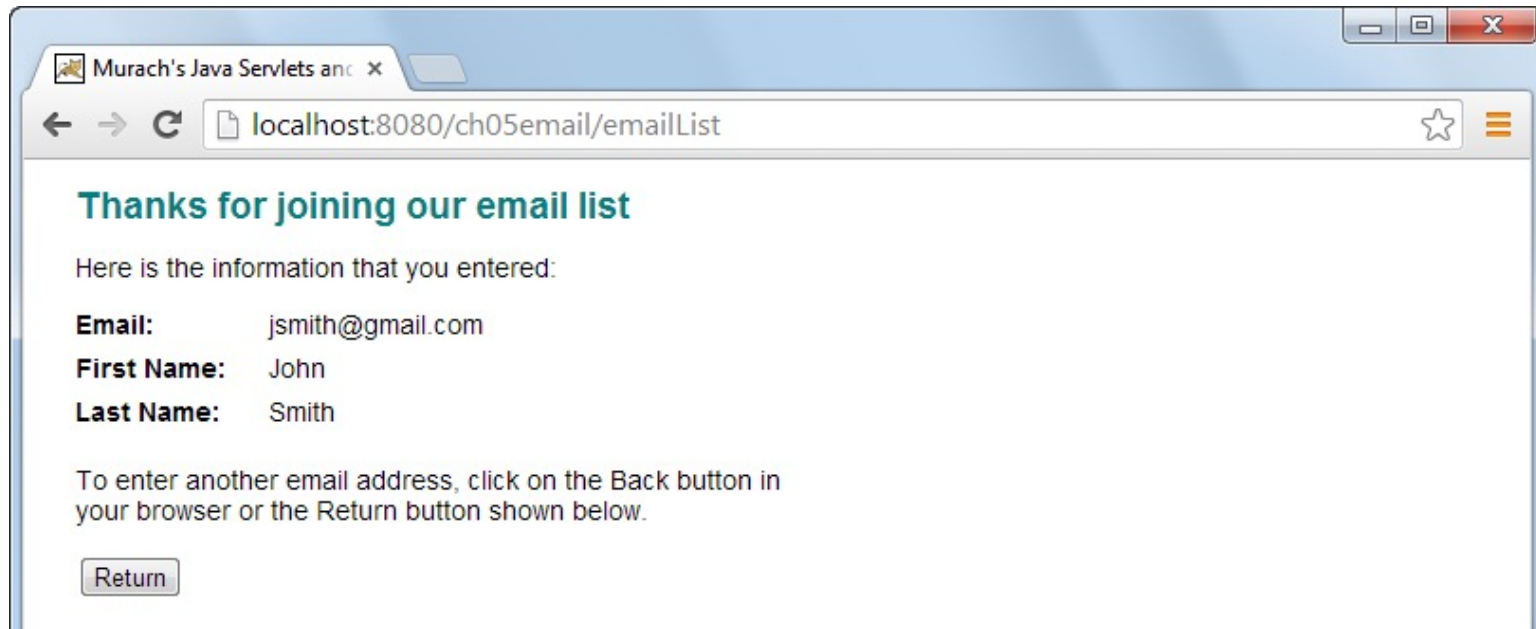 Murach's Java Servlets and
localhost:8080/ch05email/emailList
Thanks for joining our email list
Here is the information that you entered:
Email: jsmith@gmail.com
First Name: John
Last Name: Smith
To enter another email address, click on the Back button in
your browser or the Return button shown below.
Return